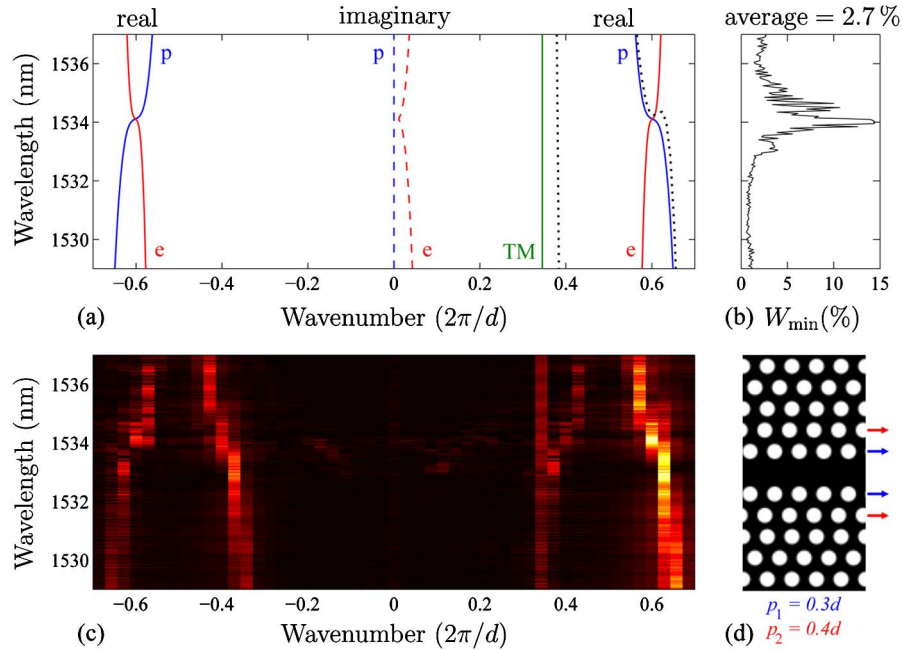 real imaginary real average = 2.7 %
Wavelength (nm)
1536
1534
1532
1530
p p p
e e TM e
−0.6 −0.4 −0.2 0 0.2 0.4 0.6
0 5 10 15
(a) Wavenumber (2π/d) (b) Wmin(%)
Wavelength (nm)
1536
1534
1532
1530
−0.6 −0.4 −0.2 0 0.2 0.4 0.6
p1 = 0.3d
p2 = 0.4d
(c) Wavenumber (2π/d) (d)